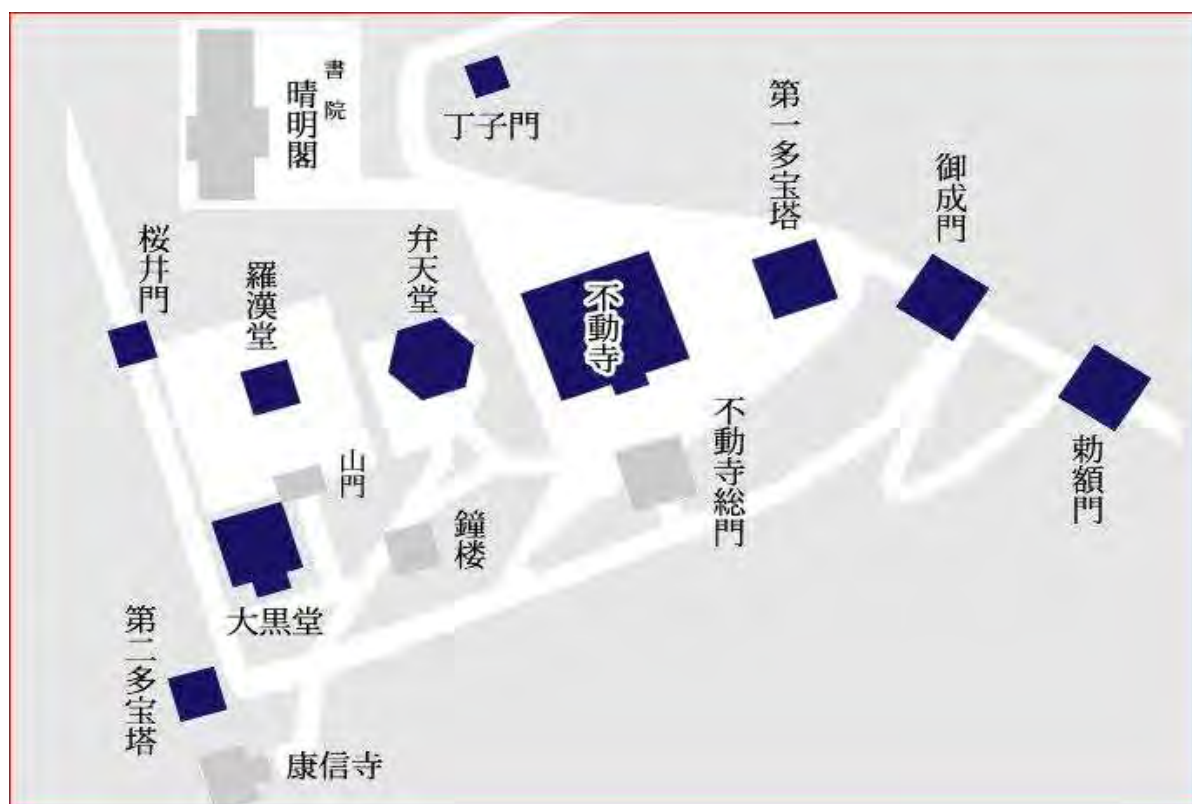 書院
晴明閣
丁子門
第一多宝塔
御成門
桜井門
羅漢堂
弁天堂
不動寺
不動寺総門
勅額門
山門
鐘楼
大黒堂
第二多宝塔
康信寺